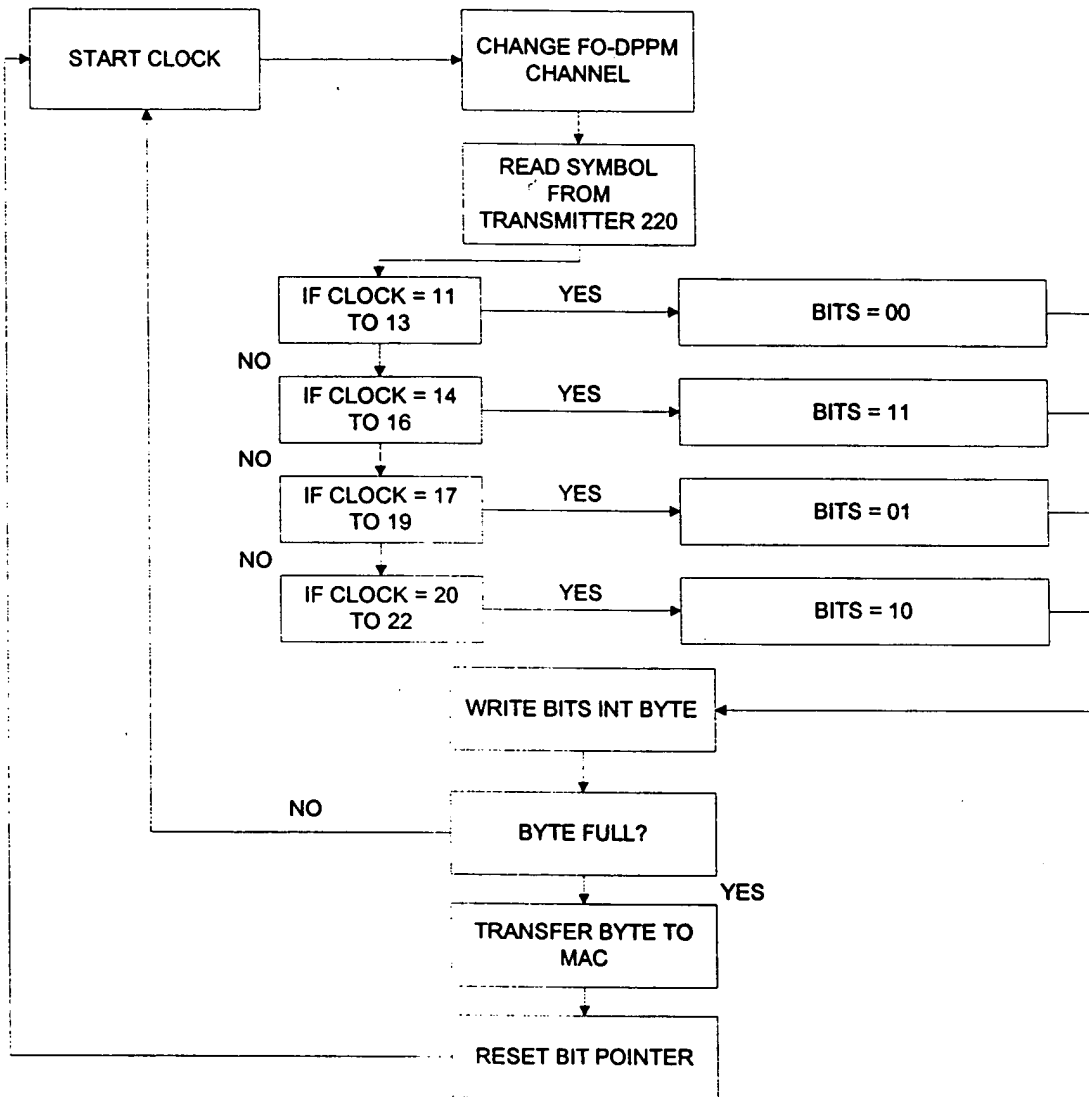 START CLOCK
CHANGE FO-DPPM
CHANNEL
READ SYMBOL
FROM
TRANSMITTER 220
IF CLOCK = 11
TO 13
YES
BITS = 00
NO
IF CLOCK = 14
TO 16
YES
BITS = 11
NO
IF CLOCK = 17
TO 19
YES
BITS = 01
NO
IF CLOCK = 20
TO 22
YES
BITS = 10
WRITE BITS INT BYTE
NO
BYTE FULL?
YES
TRANSFER BYTE TO
MAC
RESET BIT POINTER